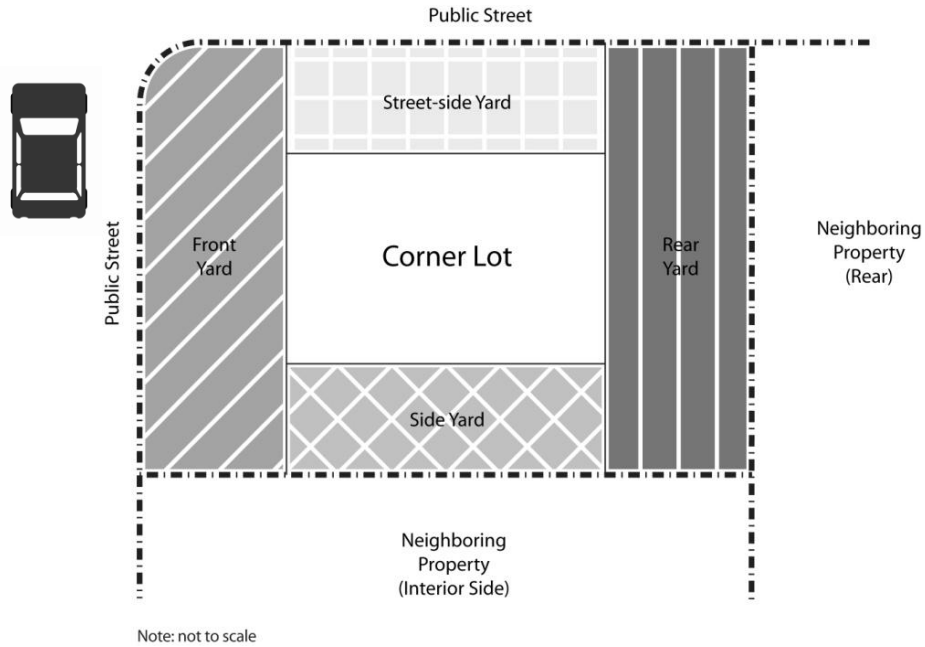 Public Street
Street-side Yard
Public Street
Front
Yard
Corner Lot
Rear
Yard
Neighboring
Property
(Rear)
Side Yard
Neighboring
Property
(Interior Side)
Note: not to scale